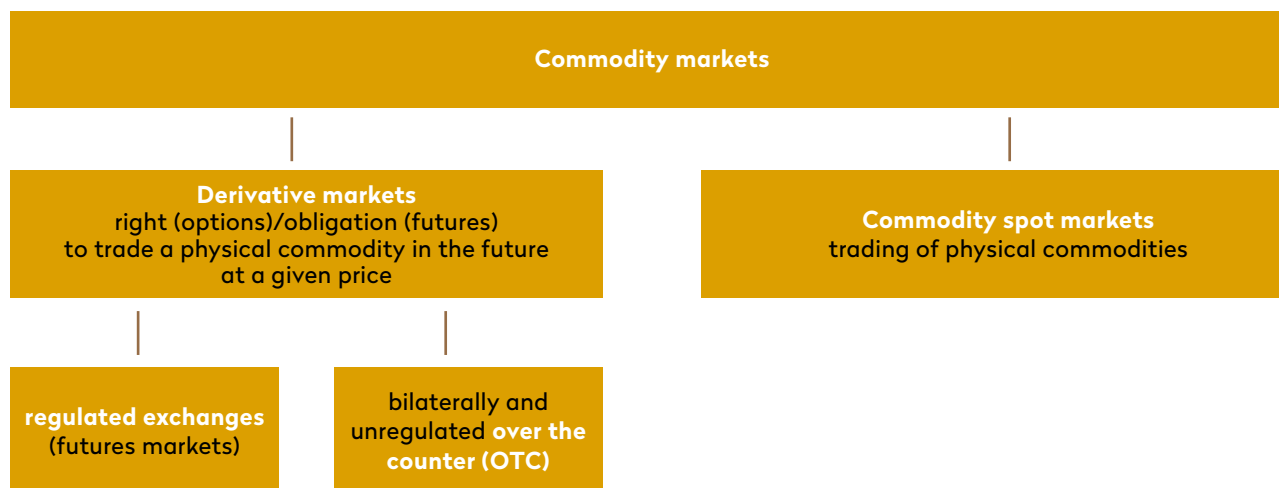 Commodity markets
Derivative markets
right (options)/obligation (futures)
to trade a physical commodity in the future
at a given price
Commodity spot markets
trading of physical commodities
regulated exchanges
(futures markets)
bilaterally and
unregulated over the
counter (OTC)